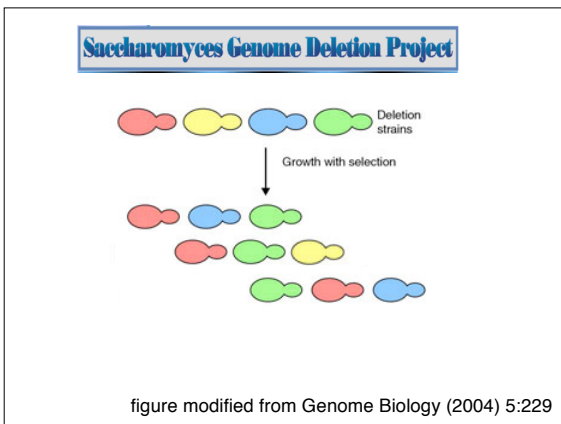 Saccharomyces Genome Deletion Project
Deletion
strains
Growth with selection
figure modified from Genome Biology (2004) 5:229